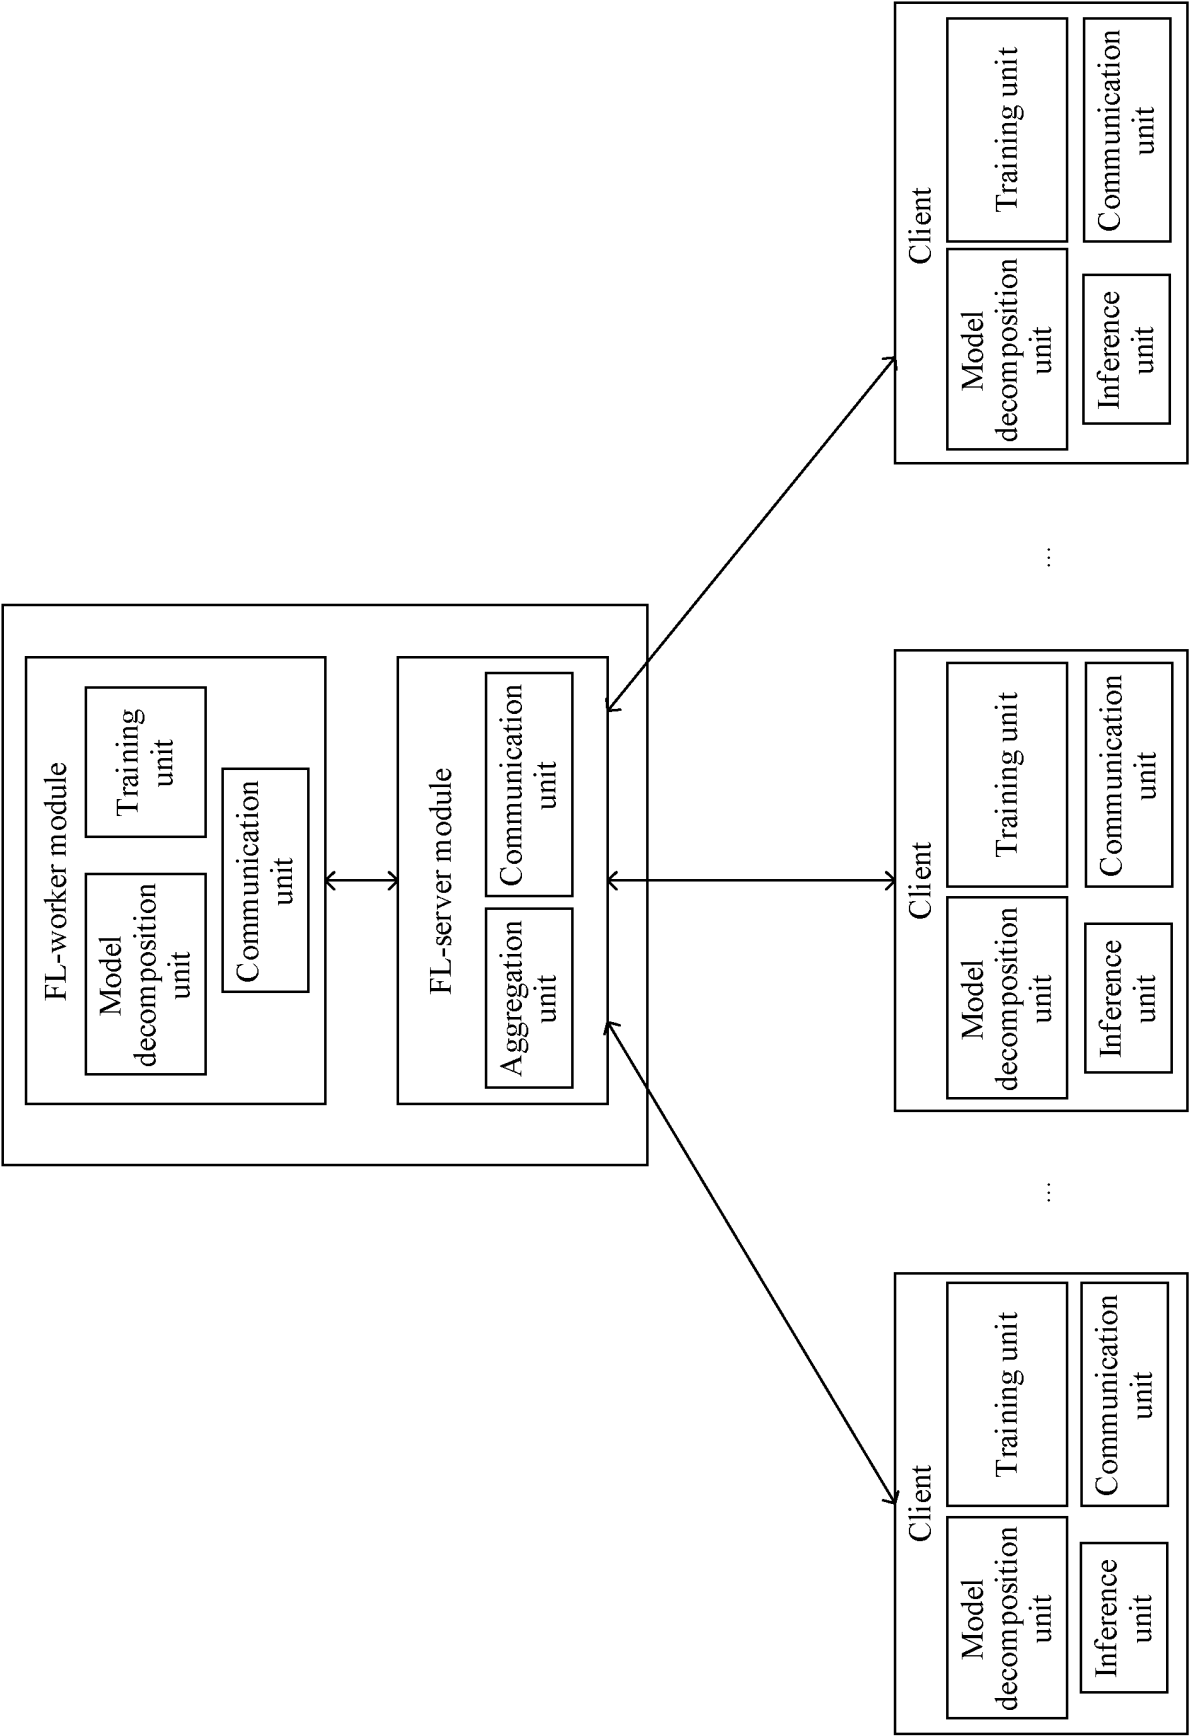 FL-worker module
Model
decomposition
unit
Training
unit
Communication
unit
FL-server module
Aggregation
unit
Communication
unit
Client
Model
decomposition
unit
Training unit
Inference
unit
Communication
unit
...
Client
Model
decomposition
unit
Training unit
Inference
unit
Communication
unit
...
Client
Model
decomposition
unit
Training unit
Inference
unit
Communication
unit